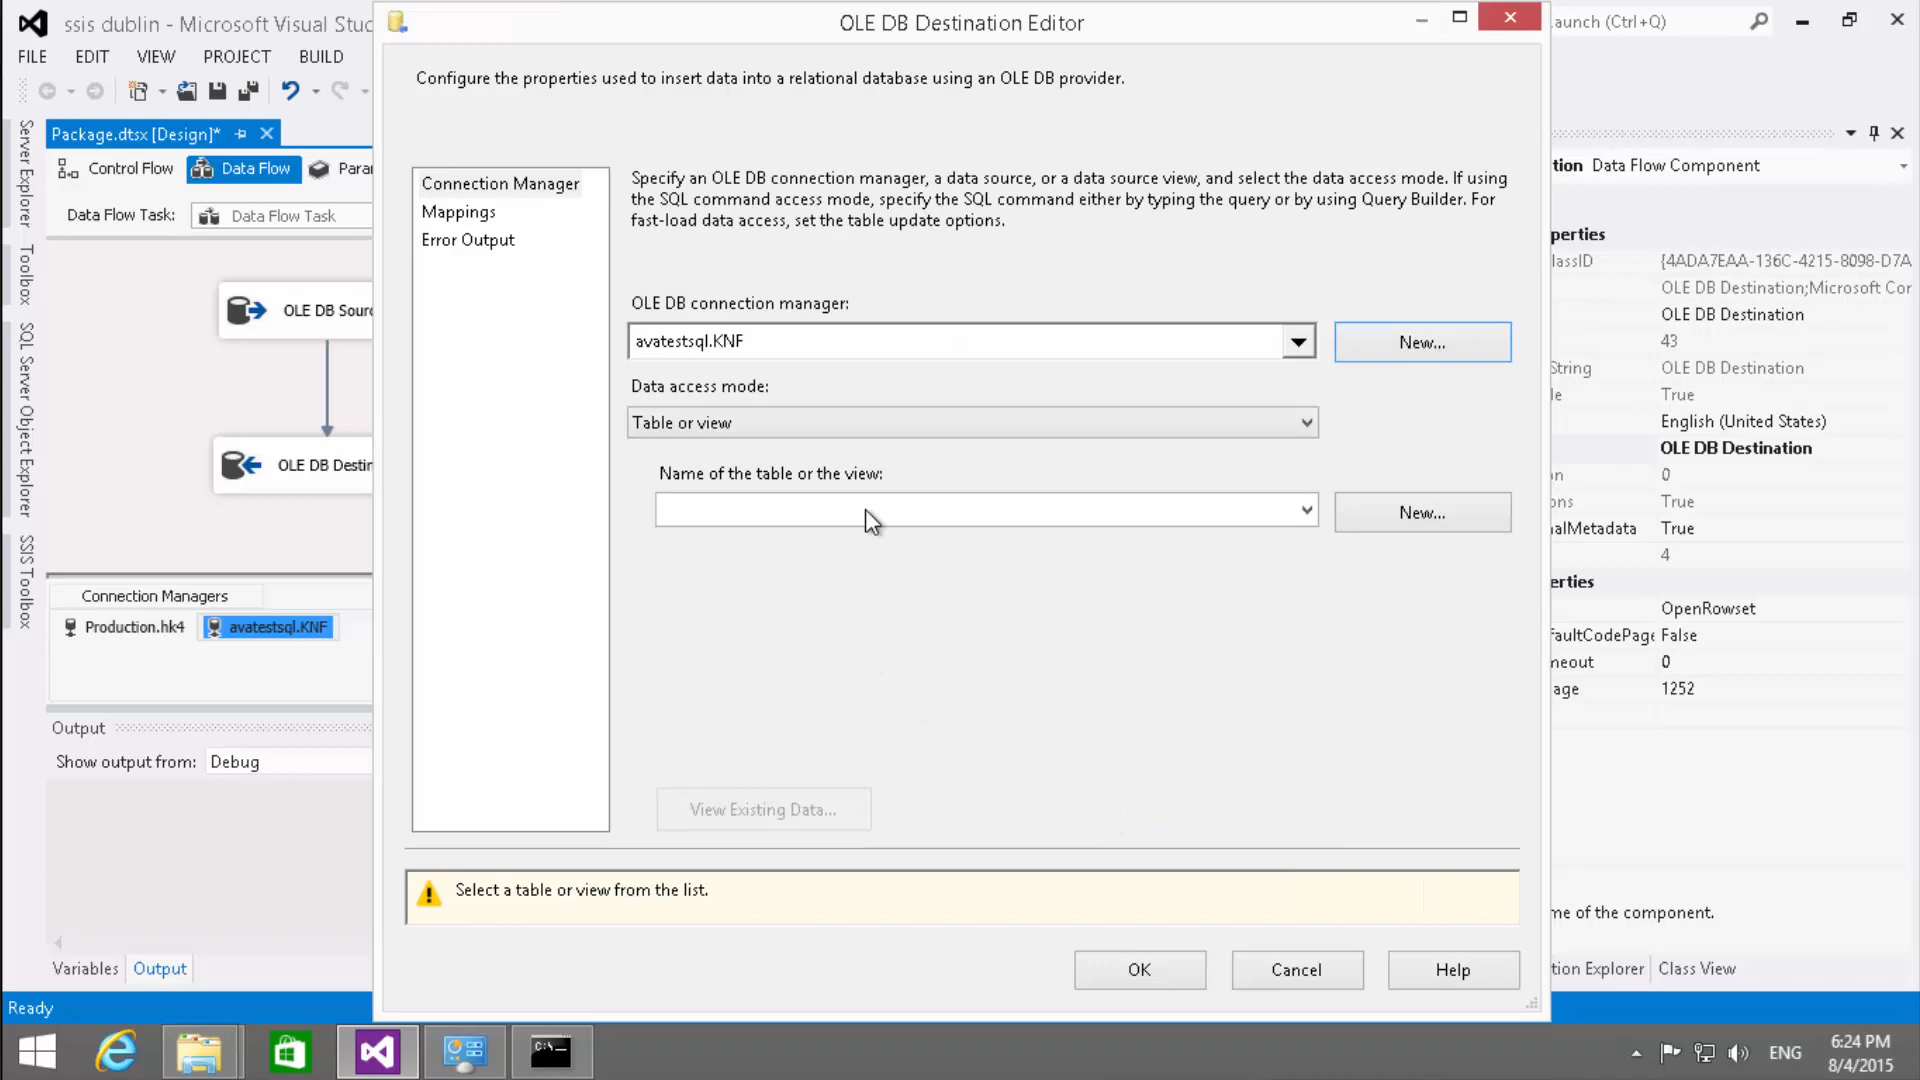 ssis dublin - Microsoft Visual Stuc
OLE DB Destination Editor
aunch (Ctrl+Q)
FILE EDIT VIEW PROJECT BUILD
Configure the properties used to insert data into a relational database using an OLE DB provider.
Package.dtsx [Design]*
Control Flow Data Flow Para
Data Flow Task: Data Flow Task
Server Explorer
Toolbox
SQL Server Object Explorer
SSIS Toolbox
OLE DB Sourc
OLE DB Destin
Connection Managers
Production.hk4 avatestsql.KNF
Output
Show output from: Debug
Variables Output
Ready
Connection Manager
Mappings
Error Output
Specify an OLE DB connection manager, a data source, or a data source view, and select the data access mode. If using
the SQL command access mode, specify the SQL command either by typing the query or by using Query Builder. For
fast-load data access, set the table update options.
OLE DB connection manager:
avatestsql.KNF New...
Data access mode:
Table or view
Name of the table or the view:
New...
View Existing Data...
Select a table or view from the list.
OK Cancel Help
tion Data Flow Component
perties
lassID {4ADA7EAA-136C-4215-8098-D7A
OLE DB Destination;Microsoft Cor
OLE DB Destination
43
String OLE DB Destination
le True
English (United States)
OLE DB Destination
n 0
ons True
alMetadata True
4
erties
OpenRowset
faultCodePage False
meout 0
age 1252
me of the component.
tion Explorer Class View
C:\-
ENG
6:24 PM
8/4/2015